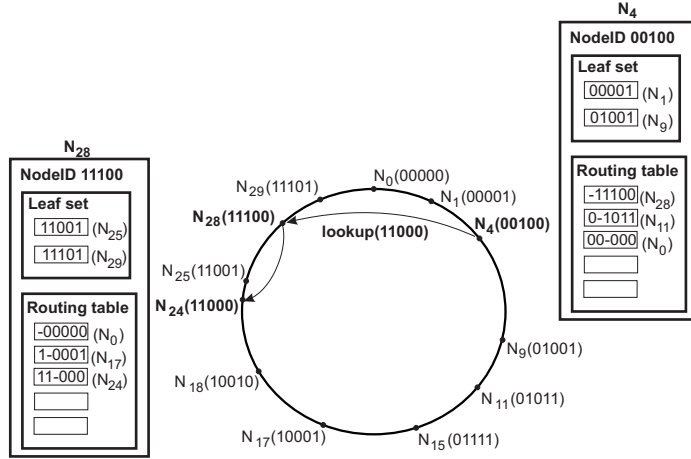 N4
NodeID 00100
Leaf set
00001 (N1)
01001 (N9)
Routing table
-11100 (N28)
0-1011 (N11)
00-000 (N0)
N28
NodeID 11100
Leaf set
11001 (N25)
11101 (N29)
Routing table
-00000 (N0)
1-0001 (N17)
11-000 (N24)
N0(00000)
N29(11101)
N1(00001)
N28(11100)
N4(00100)
lookup(11000)
N25(11001)
N24(11000)
N9(01001)
N18(10010)
N11(01011)
N17(10001)
N15(01111)